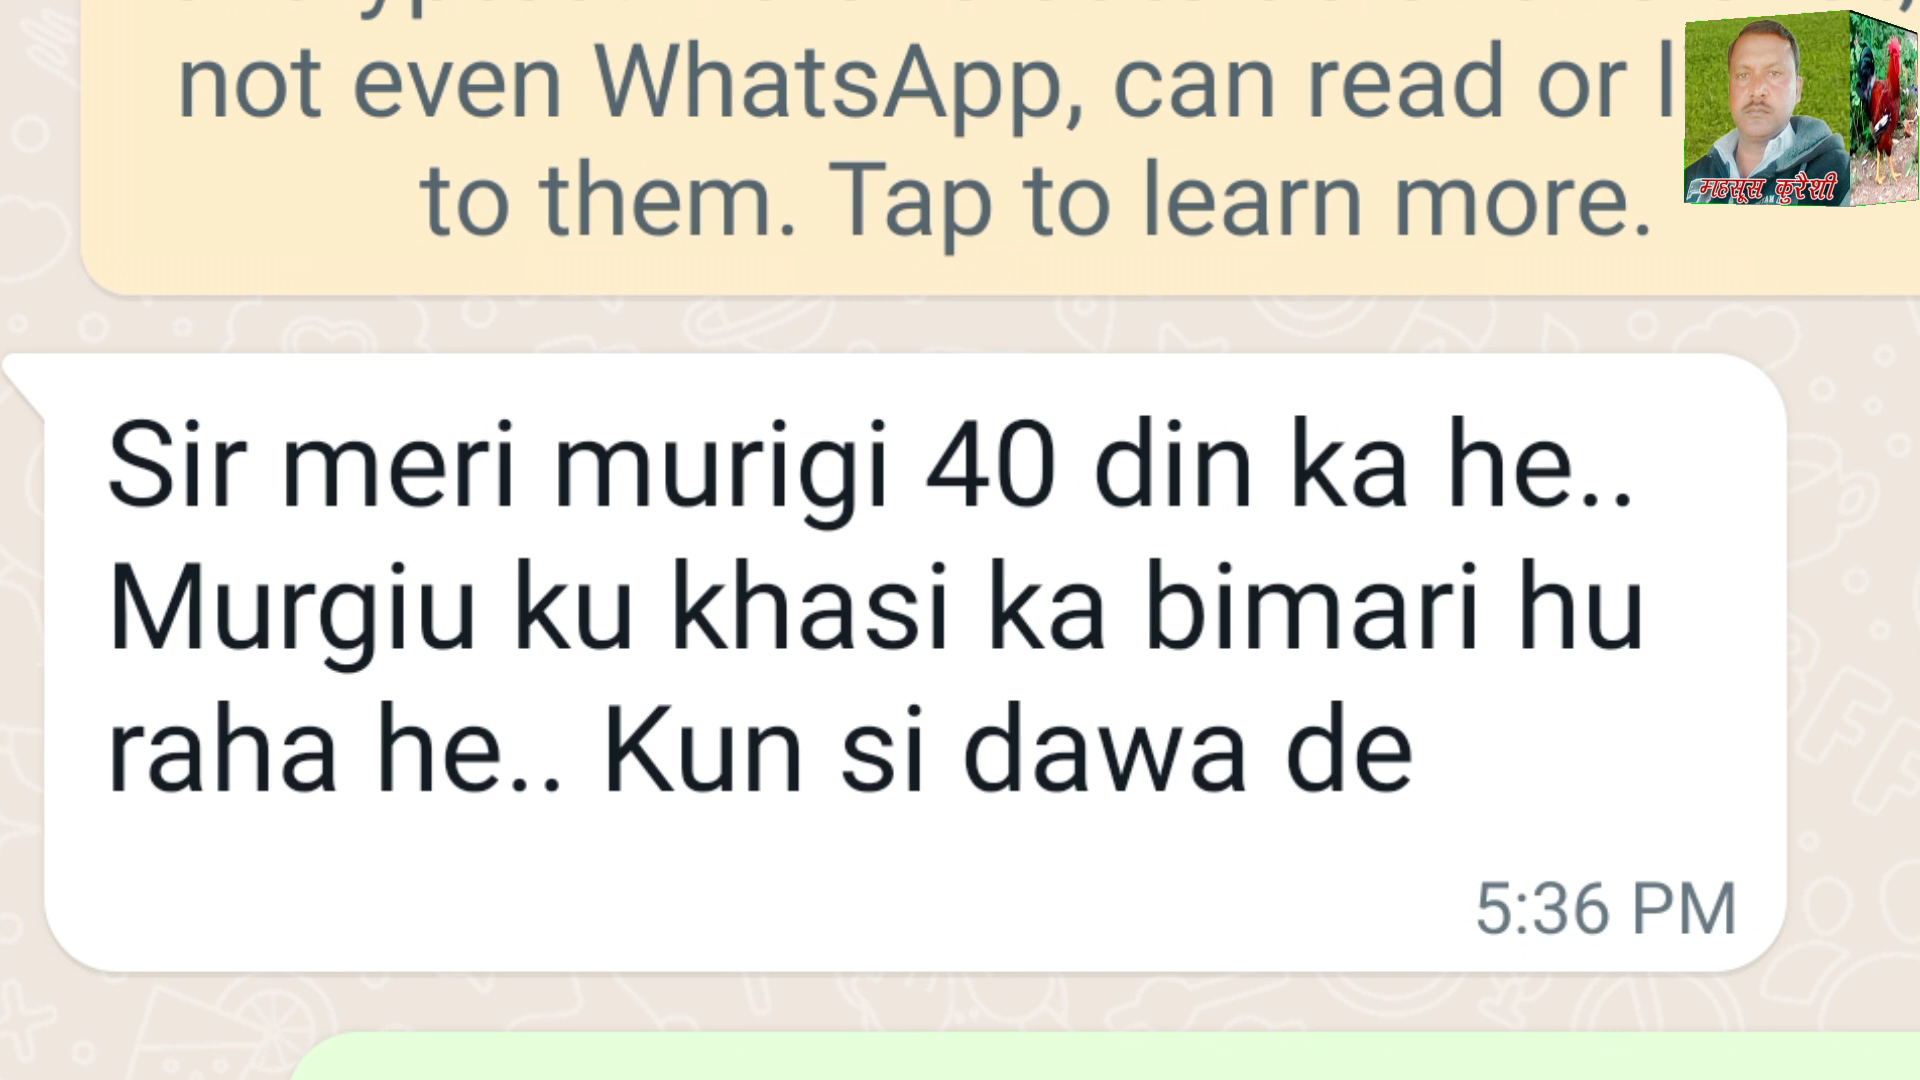 not even WhatsApp, can read or l
to them. Tap to learn more.
माहसूस कुरैशी
Sir meri murigi 40 din ka he..
Murgiu ku khasi ka bimari hu
raha he.. Kun si dawa de
5:36 PM